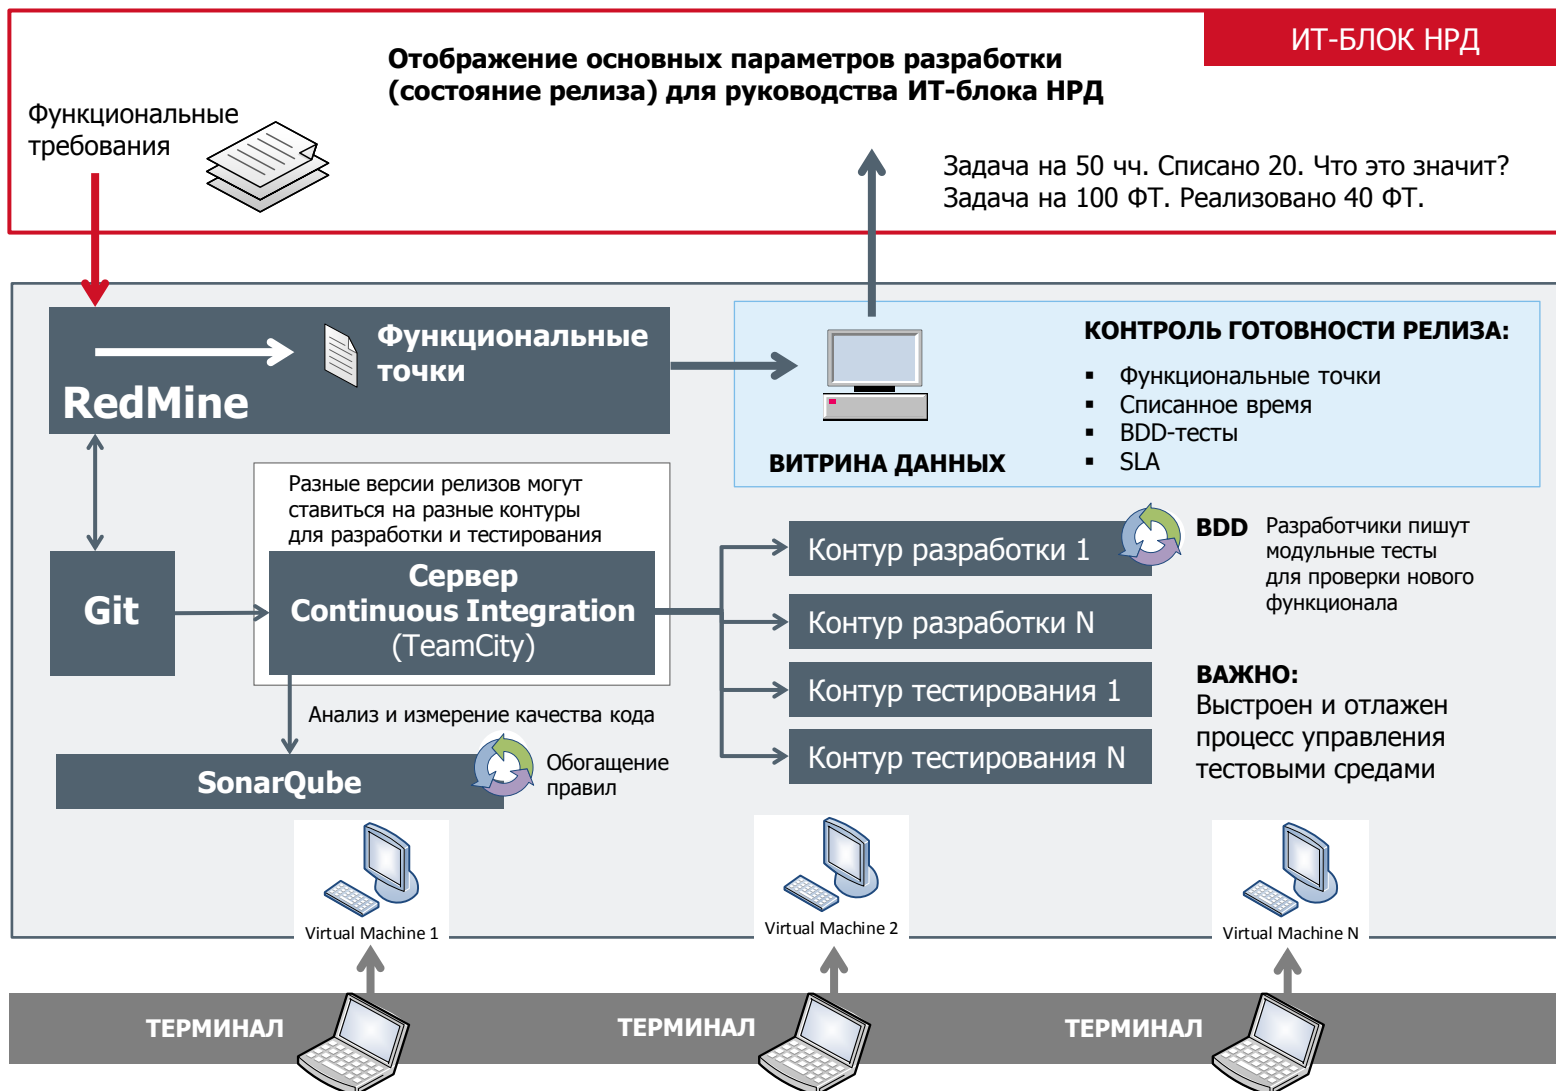 ИТ-БЛОК НРД
Отображение основных параметров разработки
(состояние релиза) для руководства ИТ-блока НРД
Функциональные
требования
Задача на 50 чч. Списано 20. Что это значит?
Задача на 100 ФТ. Реализовано 40 ФТ.
Функциональные
точки
RedMine
КОНТРОЛЬ ГОТОВНОСТИ РЕЛИЗА:
▪ Функциональные точки
▪ Списанное время
▪ BDD-тесты
▪ SLA
ВИТРИНА ДАННЫХ
Разные версии релизов могут
ставиться на разные контуры
для разработки и тестирования
Git
Сервер
Continuous Integration
(TeamCity)
Контур разработки 1
Контур разработки N
Контур тестирования 1
Контур тестирования N
BDD
Разработчики пишут
модульные тесты
для проверки нового
функционала
ВАЖНО:
Выстроен и отлажен
процесс управления
тестовыми средами
Анализ и измерение качества кода
SonarQube
Обогащение
правил
Virtual Machine 1
Virtual Machine 2
Virtual Machine N
ТЕРМИНАЛ
ТЕРМИНАЛ
ТЕРМИНАЛ